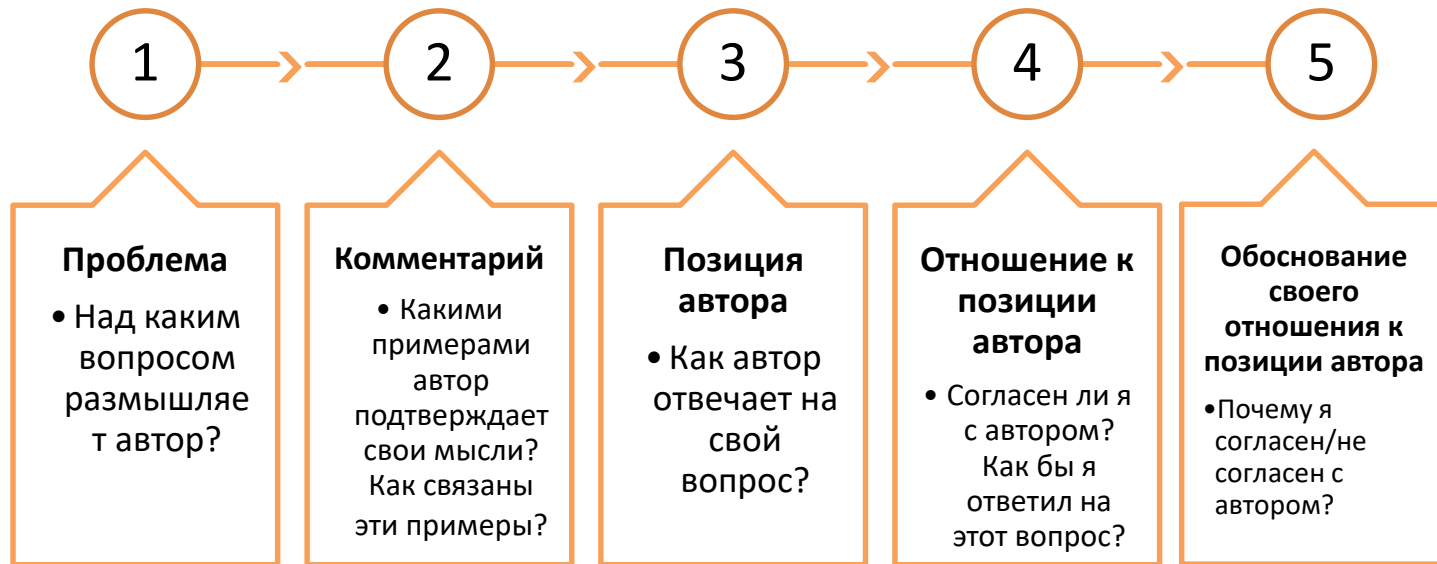 1
2
3
4
5
Проблема
• Над каким
вопросом
размышляе
т автор?
Комментарий
• Какими
примерами
автор
подтверждает
свои мысли?
Как связаны
эти примеры?
Позиция
автора
• Как автор
отвечает на
свой
вопрос?
Отношение к
позиции
автора
• Согласен ли я
с автором?
Как бы я
ответил на
этот вопрос?
Обоснование
своего
отношения к
позиции автора
•Почему я
согласен/не
согласен с
автором?